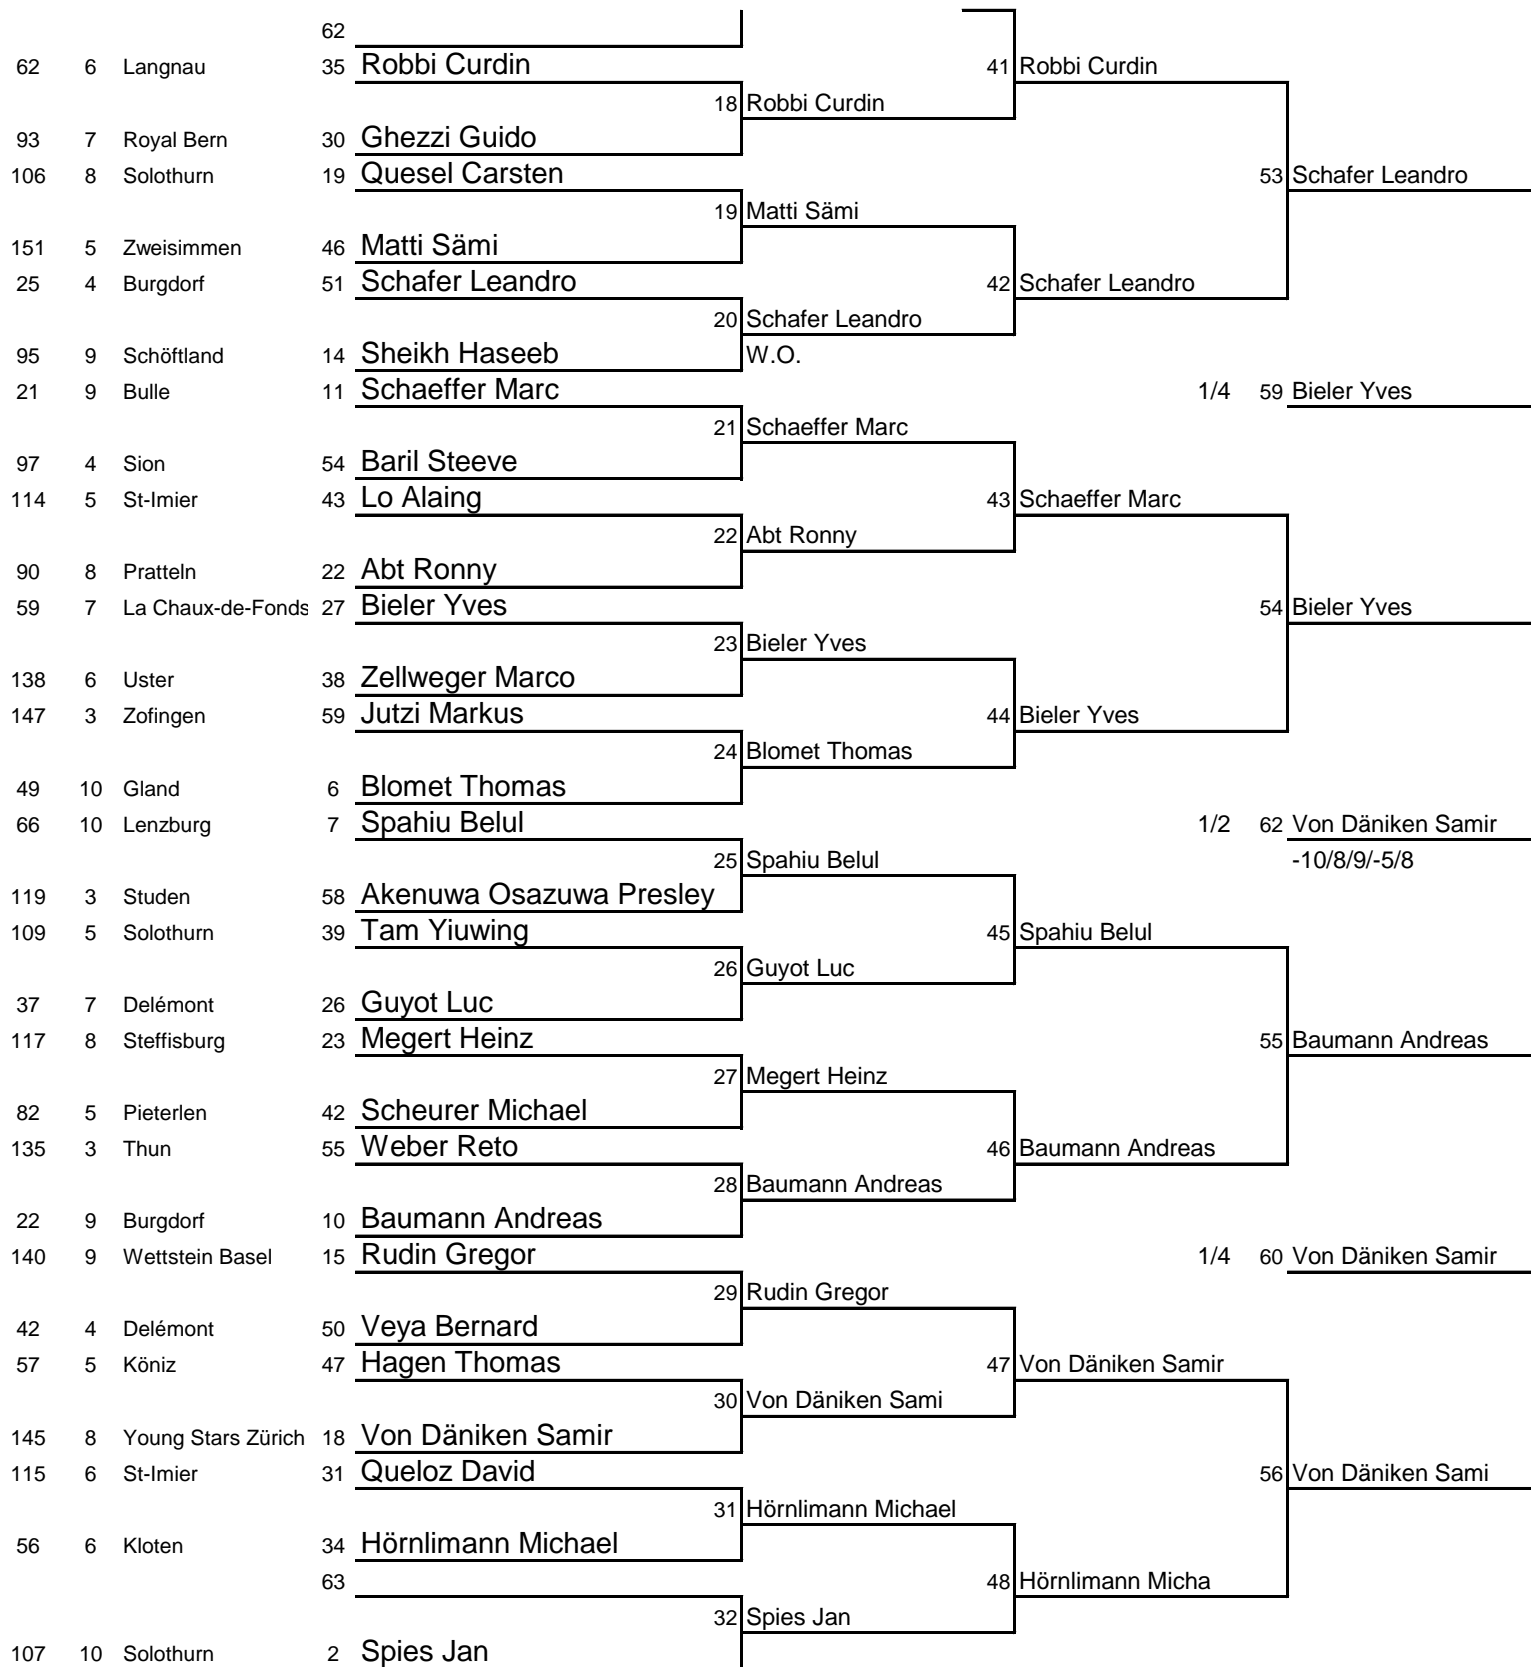 62
62 6 Langnau 35 Robbi Curdin 41 Robbi Curdin
18 Robbi Curdin
93 7 Royal Bern 30 Ghezzi Guido
106 8 Solothurn 19 Quesel Carsten 53 Schafer Leandro
19 Matti Sämi
151 5 Zweisimmen 46 Matti Sämi
25 4 Burgdorf 51 Schafer Leandro 42 Schafer Leandro
20 Schafer Leandro
95 9 Schöftland 14 Sheikh Haseeb W.O.
21 9 Bulle 11 Schaeffer Marc 1/4 59 Bieler Yves
21 Schaeffer Marc
97 4 Sion 54 Baril Steeve
114 5 St-Imier 43 Lo Alaing 43 Schaeffer Marc
22 Abt Ronny
90 8 Pratteln 22 Abt Ronny
59 7 La Chaux-de-Fonds 27 Bieler Yves 54 Bieler Yves
23 Bieler Yves
138 6 Uster 38 Zellweger Marco
147 3 Zofingen 59 Jutzi Markus 44 Bieler Yves
24 Blomet Thomas
49 10 Gland 6 Blomet Thomas
66 10 Lenzburg 7 Spahiu Belul 1/2 62 Von Däniken Samir
25 Spahiu Belul -10/8/9/-5/8
119 3 Studen 58 Akenuwa Osazuwa Presley
109 5 Solothurn 39 Tam Yiuwing 45 Spahiu Belul
26 Guyot Luc
37 7 Delémont 26 Guyot Luc
117 8 Steffisburg 23 Megert Heinz 55 Baumann Andreas
27 Megert Heinz
82 5 Pieterlen 42 Scheurer Michael
135 3 Thun 55 Weber Reto 46 Baumann Andreas
28 Baumann Andreas
22 9 Burgdorf 10 Baumann Andreas
140 9 Wettstein Basel 15 Rudin Gregor 1/4 60 Von Däniken Samir
29 Rudin Gregor
42 4 Delémont 50 Veya Bernard
57 5 Köniz 47 Hagen Thomas 47 Von Däniken Samir
30 Von Däniken Sami
145 8 Young Stars Zürich 18 Von Däniken Samir
115 6 St-Imier 31 Queloz David 56 Von Däniken Sami
31 Hörnlimann Michael
56 6 Kloten 34 Hörnlimann Michael
63 48 Hörnlimann Micha
32 Spies Jan
107 10 Solothurn 2 Spies Jan